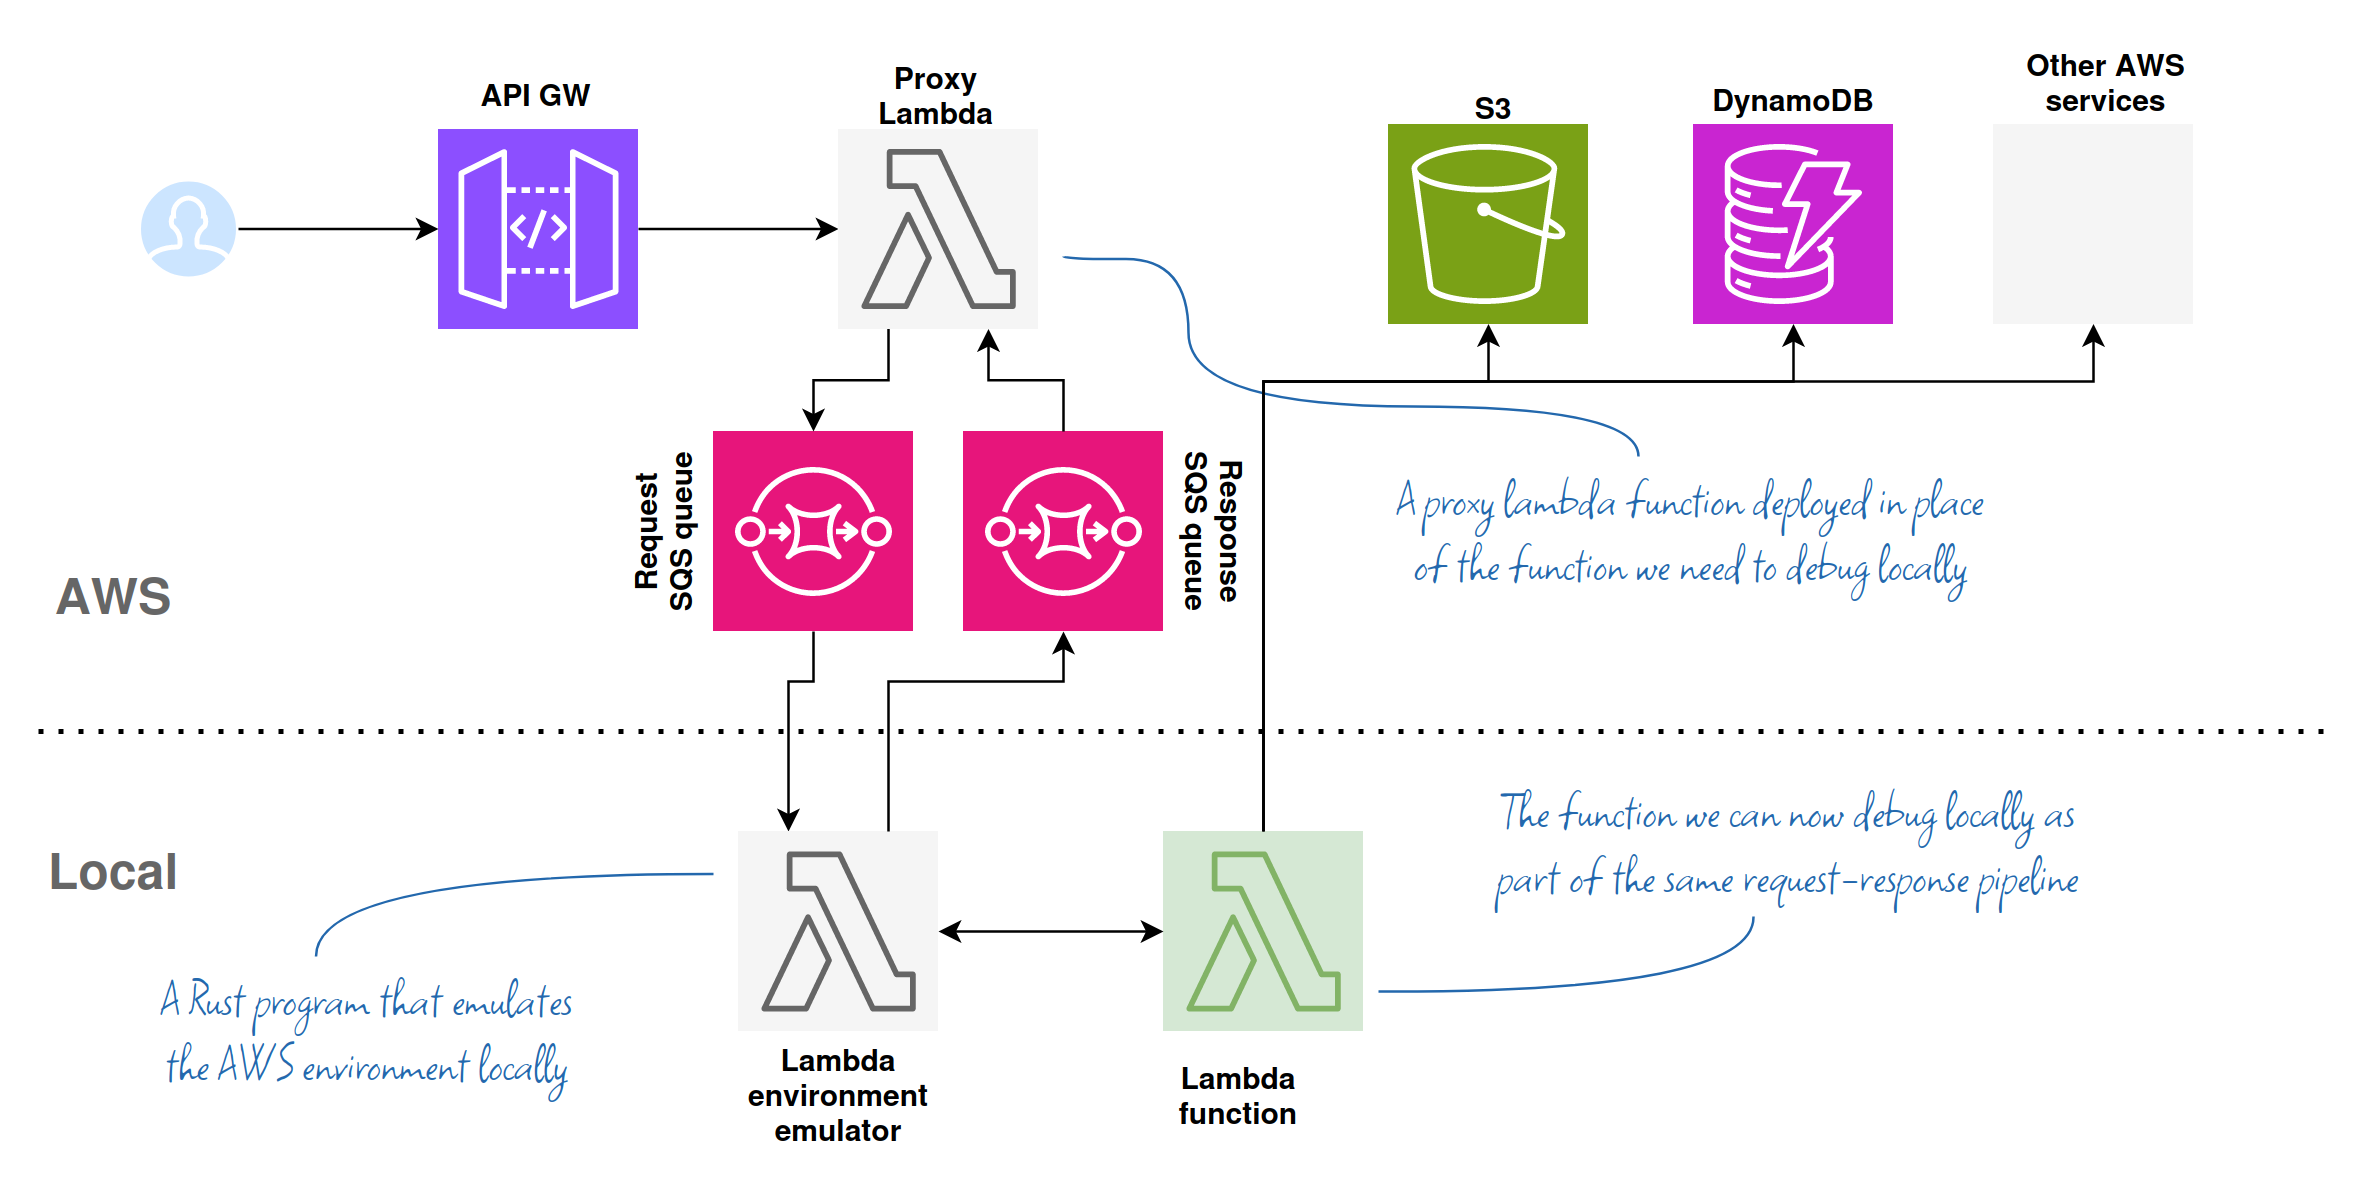 API GW
Proxy
Lambda
S3
DynamoDB
Other AWS
services
</>
Request
SQS queue
Response
SQS queue
A proxy lambda function deployed in place
of the function we need to debug locally
AWS
Local
The function we can now debug locally as
part of the same request-response pipeline
A Rust program that emulates
the AWS environment locally
Lambda
environment
emulator
Lambda
function